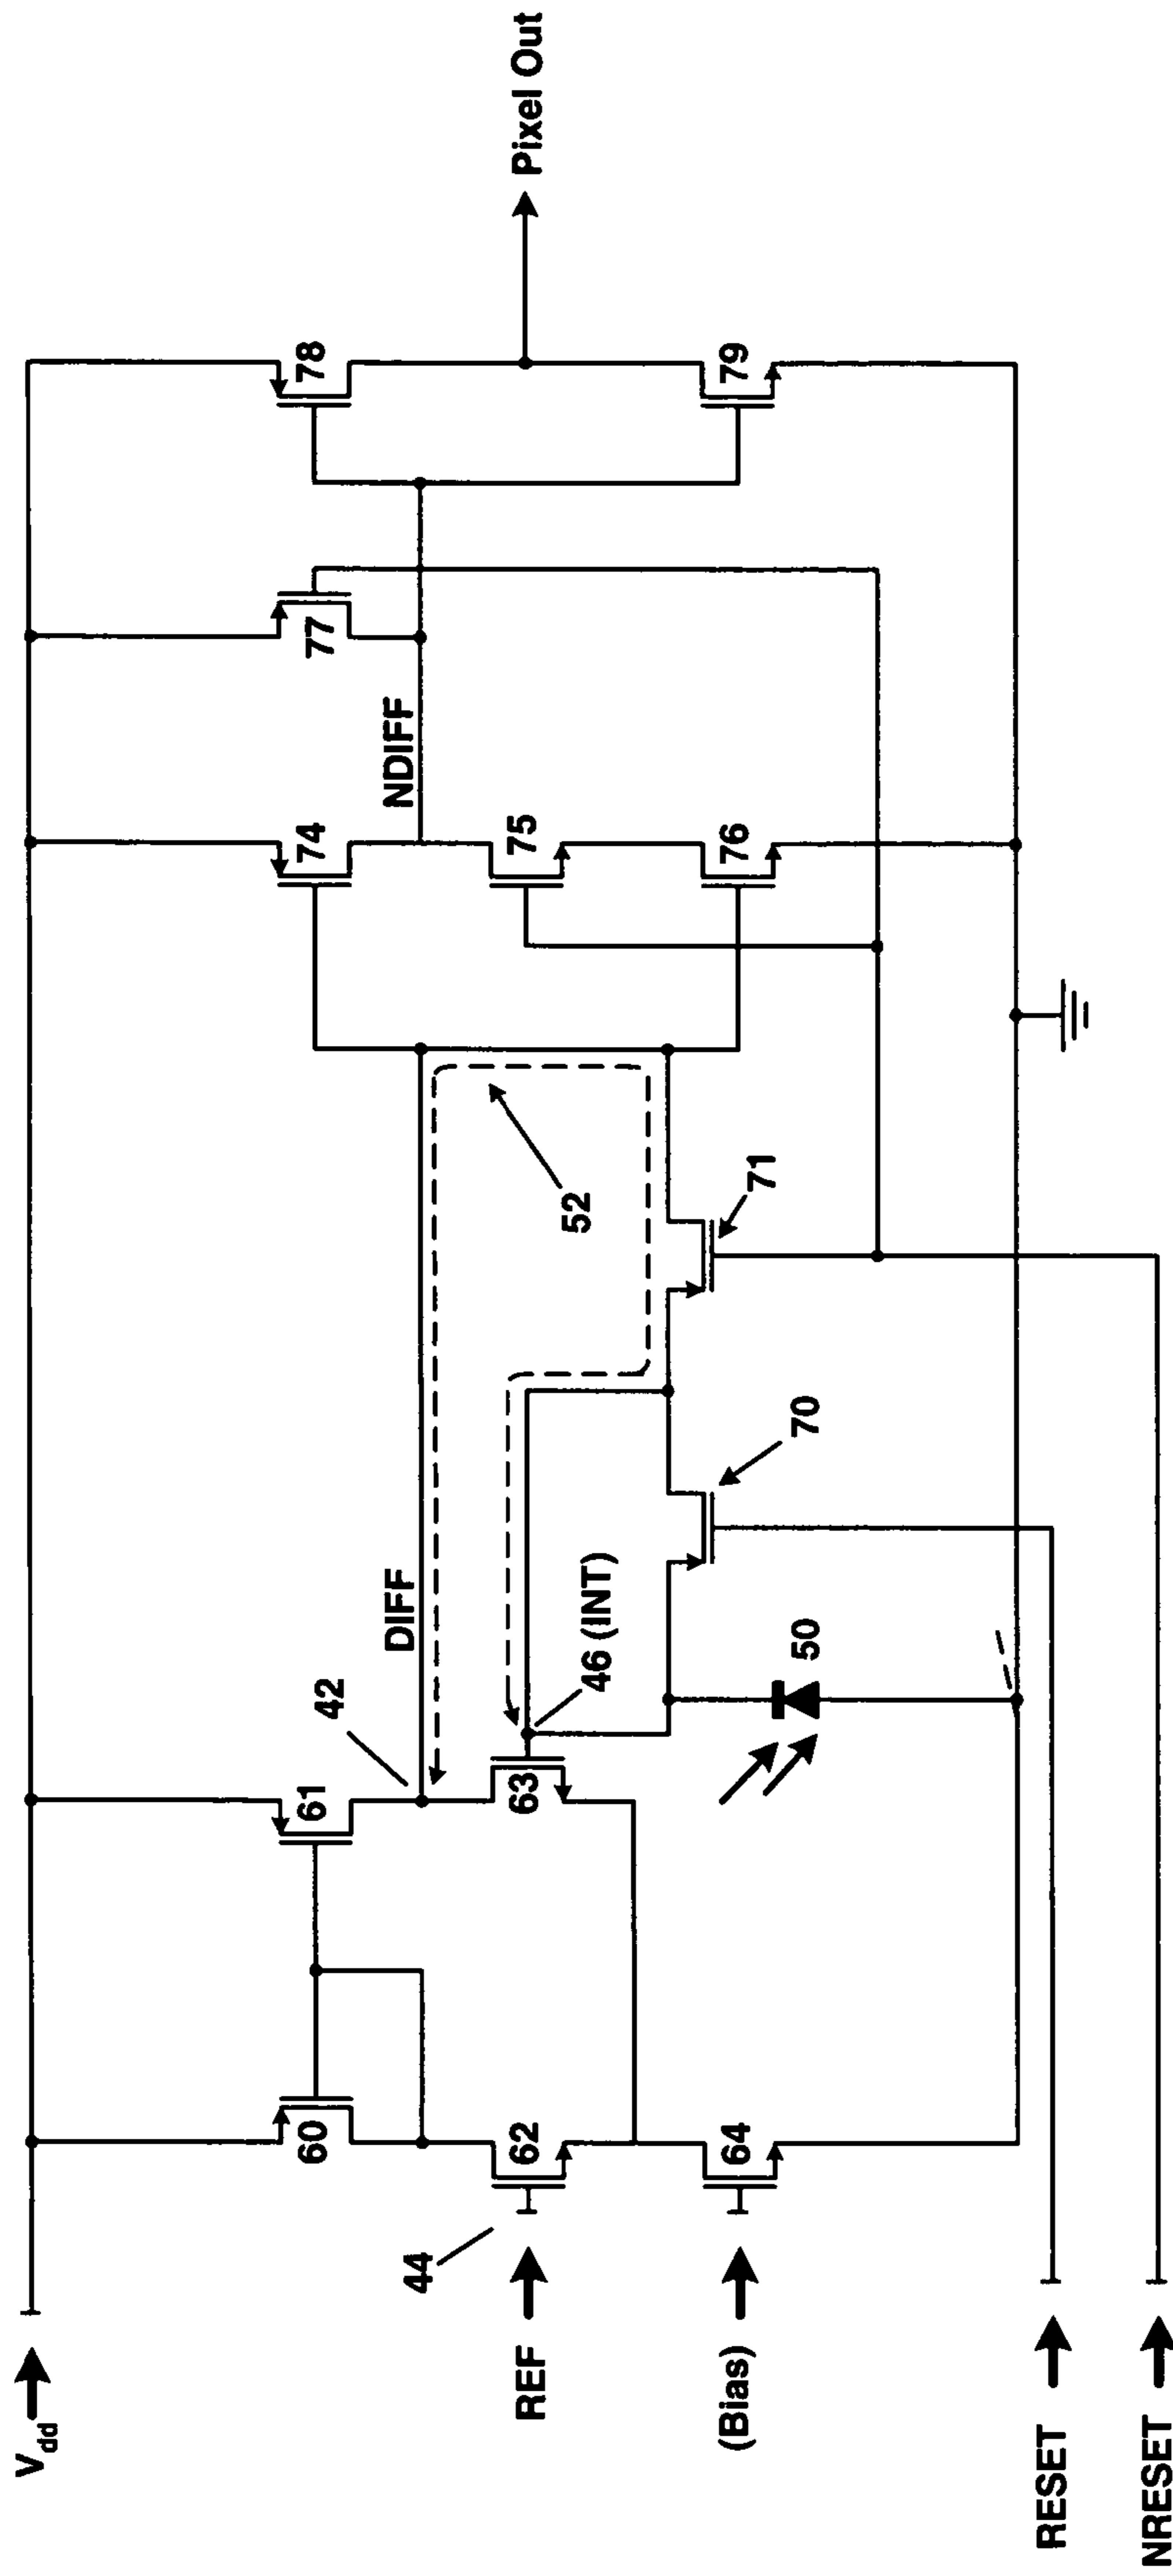 V dd
60
61
74
77
78
Pixel Out
42
DIFF
NDIFF
44
REF
62
63
46 (INT)
52
75
(Bias)
64
50
70
71
76
79
RESET
NRESET